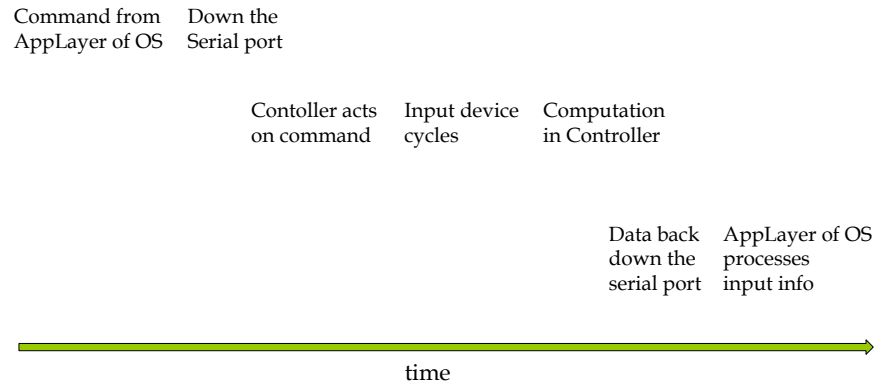 Command from
AppLayer of OS
Down the
Serial port
Contoller acts
on command
Input device
cycles
Computation
in Controller
Data back
down the
serial port
AppLayer of OS
processes
input info
time